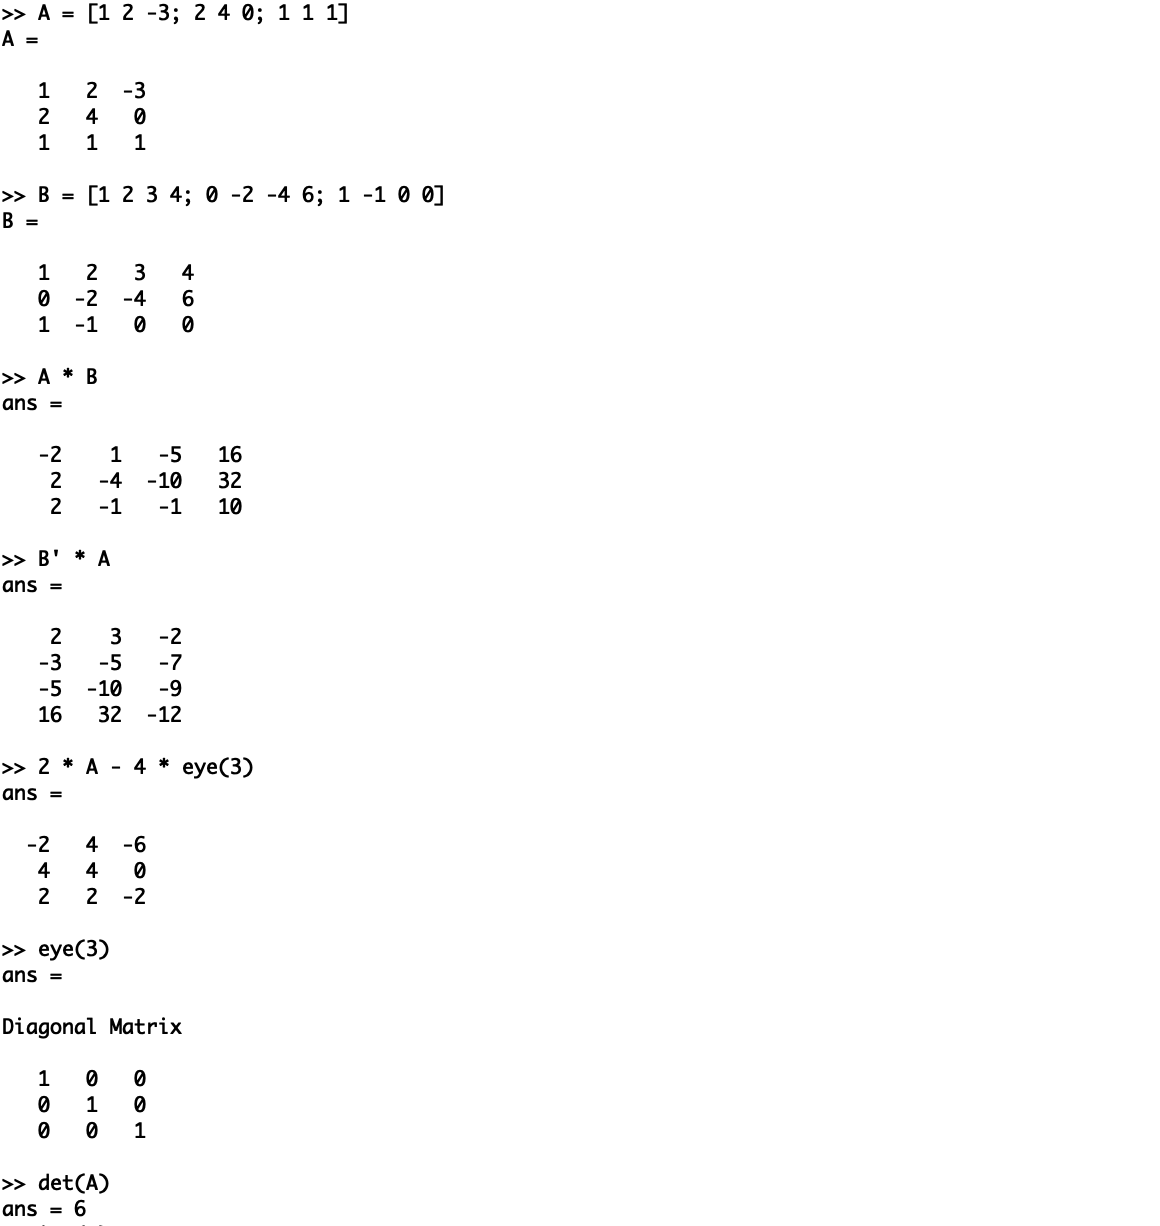 >> A = [1 2 -3; 2 4 0; 1 1 1]
A =
1 2 -3
2 4 0
1 1 1
>> B = [1 2 3 4; 0 -2 -4 6; 1 -1 0 0]
B =
1 2 3 4
0 -2 -4 6
1 -1 0 0
>> A * B
ans =
-2 1 -5 16
2 -4 -10 32
2 -1 -1 10
>> B' * A
ans =
2 3 -2
-3 -5 -7
-5 -10 -9
16 32 -12
>> 2 * A - 4 * eye(3)
ans =
-2 4 -6
4 4 0
2 2 -2
>> eye(3)
ans =
Diagonal Matrix
1 0 0
0 1 0
0 0 1
>> det(A)
ans = 6